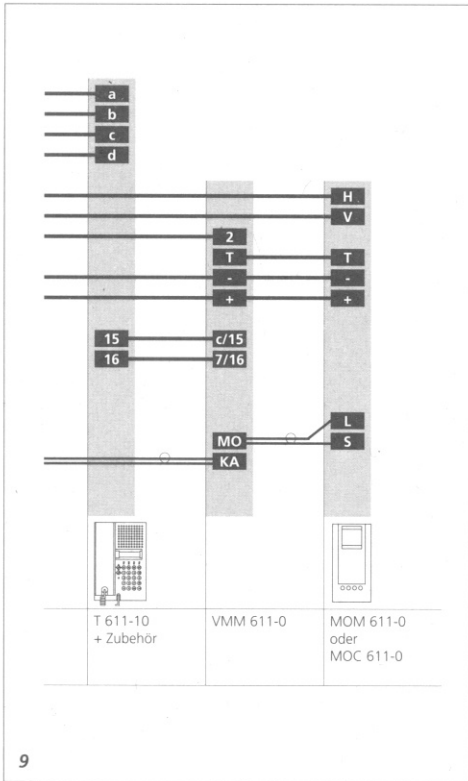 a
b
c
d
H
V
2
T T
- -
+ +
15 c/15
16 7/16
L
MO S
KA
T 611-10 VMM 611-0 MOM 611-0
+ Zubehör oder
MOC 611-0
9